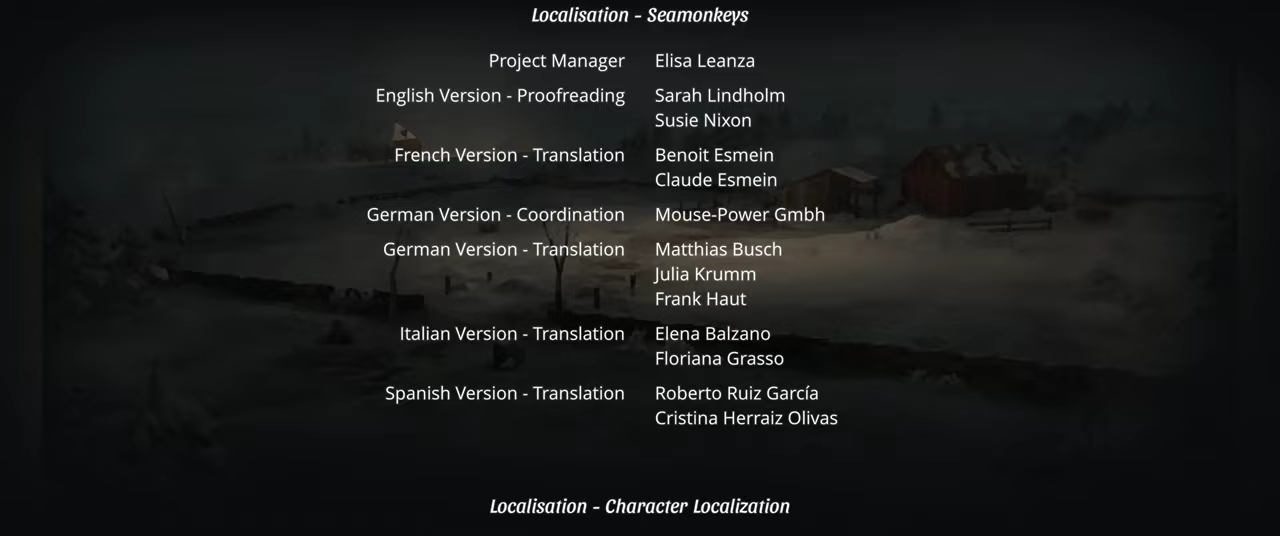 Localisation - Seamonkeys
Project Manager Elisa Leanza
English Version - Proofreading Sarah Lindholm
Susie Nixon
French Version - Translation Benoit Esmein
Claude Esmein
German Version - Coordination Mouse-Power Gmbh
German Version - Translation Matthias Busch
Julia Krumm
Frank Haut
Italian Version - Translation Elena Balzano
Floriana Grasso
Spanish Version - Translation Roberto Ruiz García
Cristina Herraiz Olivas
Localisation - Character Localization